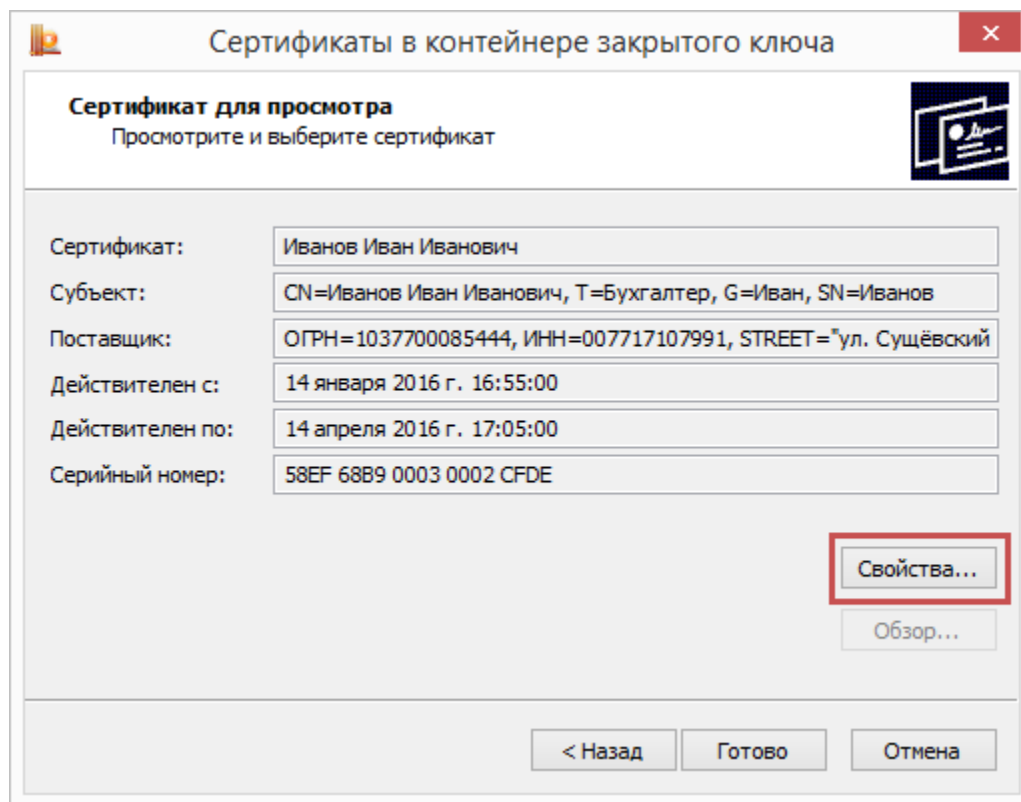 Сертификаты в контейнере закрытого ключа
Сертификат для просмотра
Просмотрите и выберите сертификат
Сертификат: Иванов Иван Иванович
Субъект: CN=Иванов Иван Иванович, T=Бухгалтер, G=Иван, SN=Иванов
Поставщик: ОГРН=1037700085444, ИНН=007717107991, STREET="ул. Сущёвский
Действителен с: 14 января 2016 г. 16:55:00
Действителен по: 14 апреля 2016 г. 17:05:00
Серийный номер: 58EF 68B9 0003 0002 CFDE
Свойства...
Обзор...
< Назад Готово Отмена